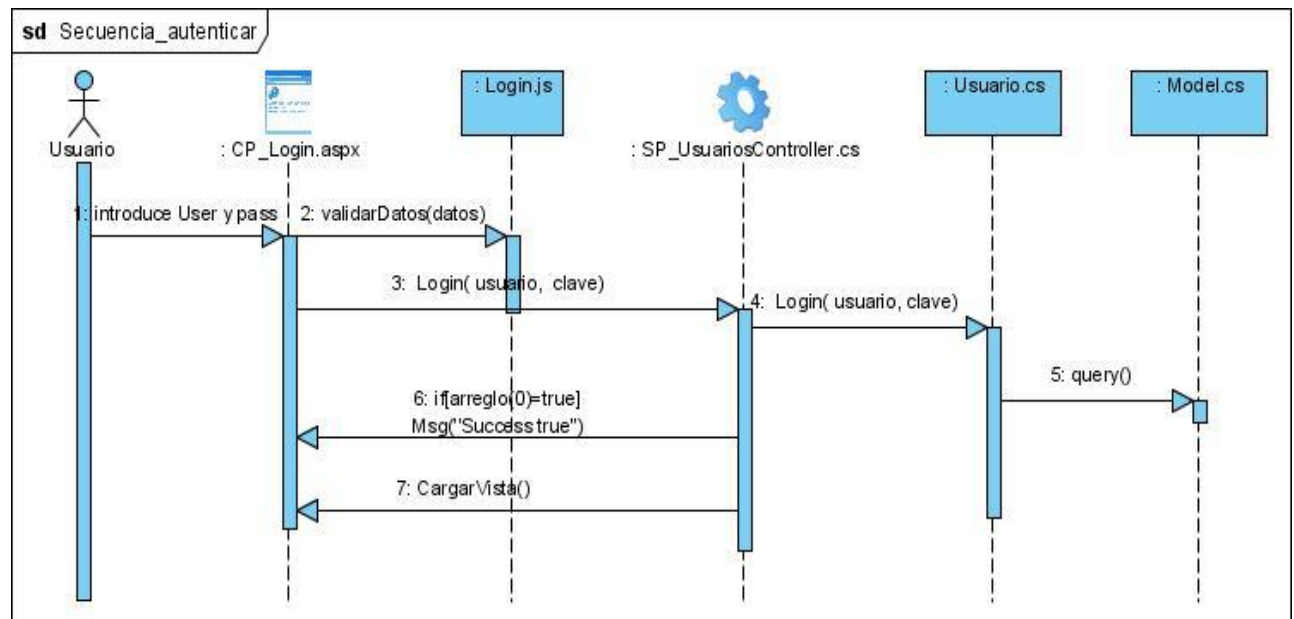 sd Secuencia_autenticar
: Login.js
: Usuario.cs
: Model.cs
Usuario
: CP_Login.aspx
: SP_UsuariosController.cs
1: introduce User y pass
2: validarDatos(datos)
3: Login( usuario, clave)
4: Login( usuario, clave)
5: query()
6: if[arreglo(0)=true]
Msg("Success true")
7: CargarVista()